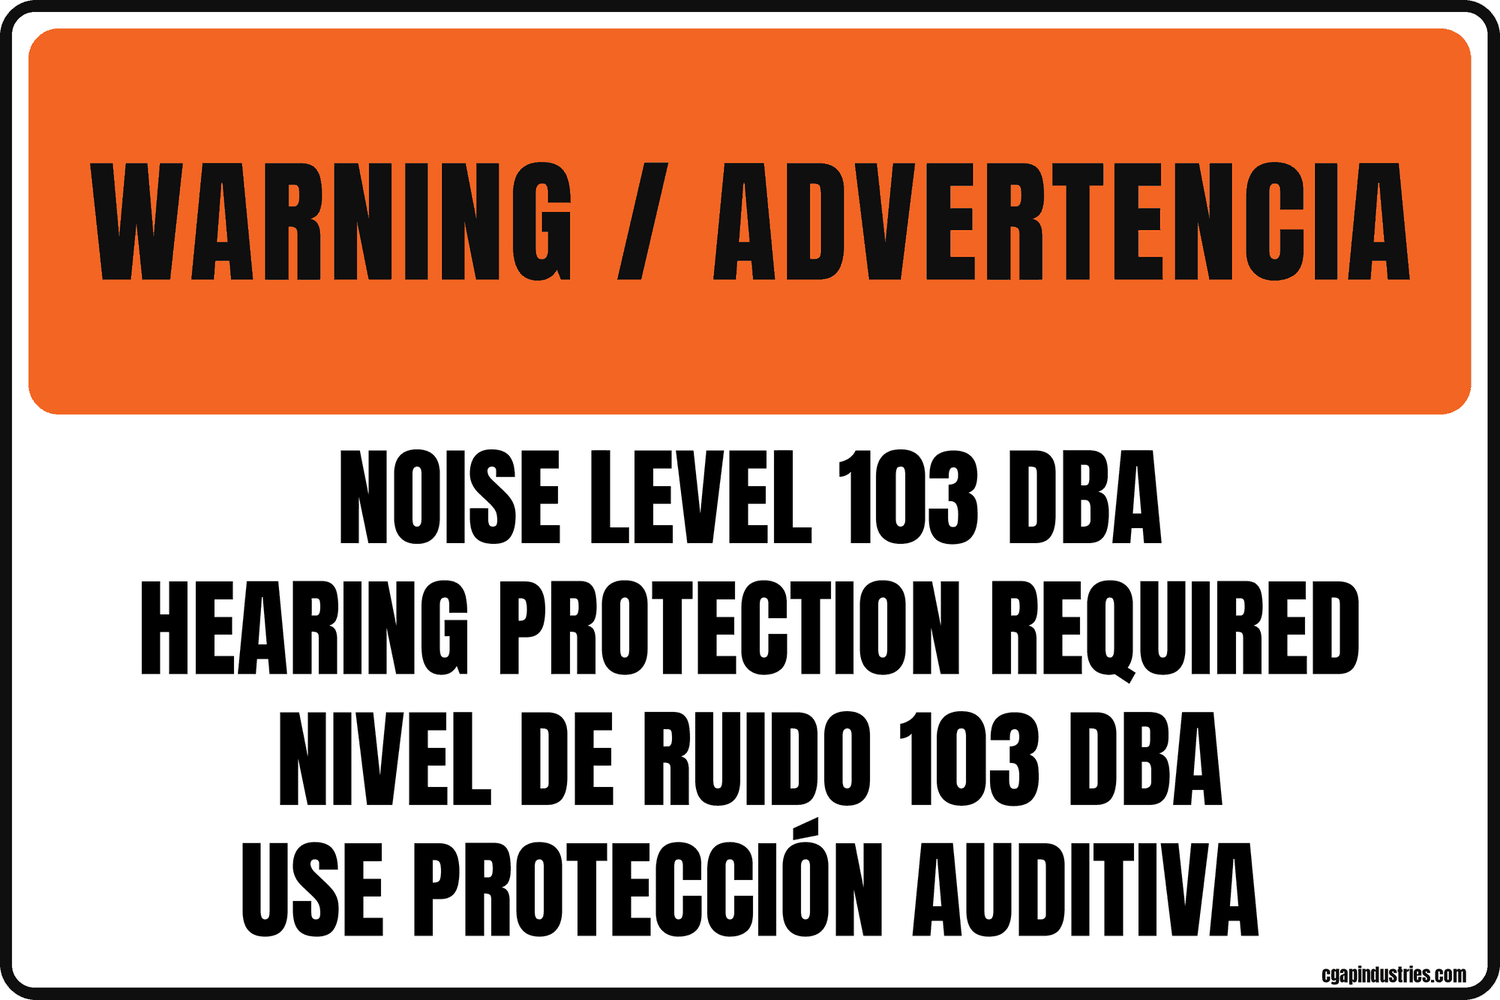 WARNING / ADVERTENCIA
NOISE LEVEL 103 DBA
HEARING PROTECTION REQUIRED
NIVEL DE RUIDO 103 DBA
USE PROTECCIÓN AUDITIVA
cgapindustries.com